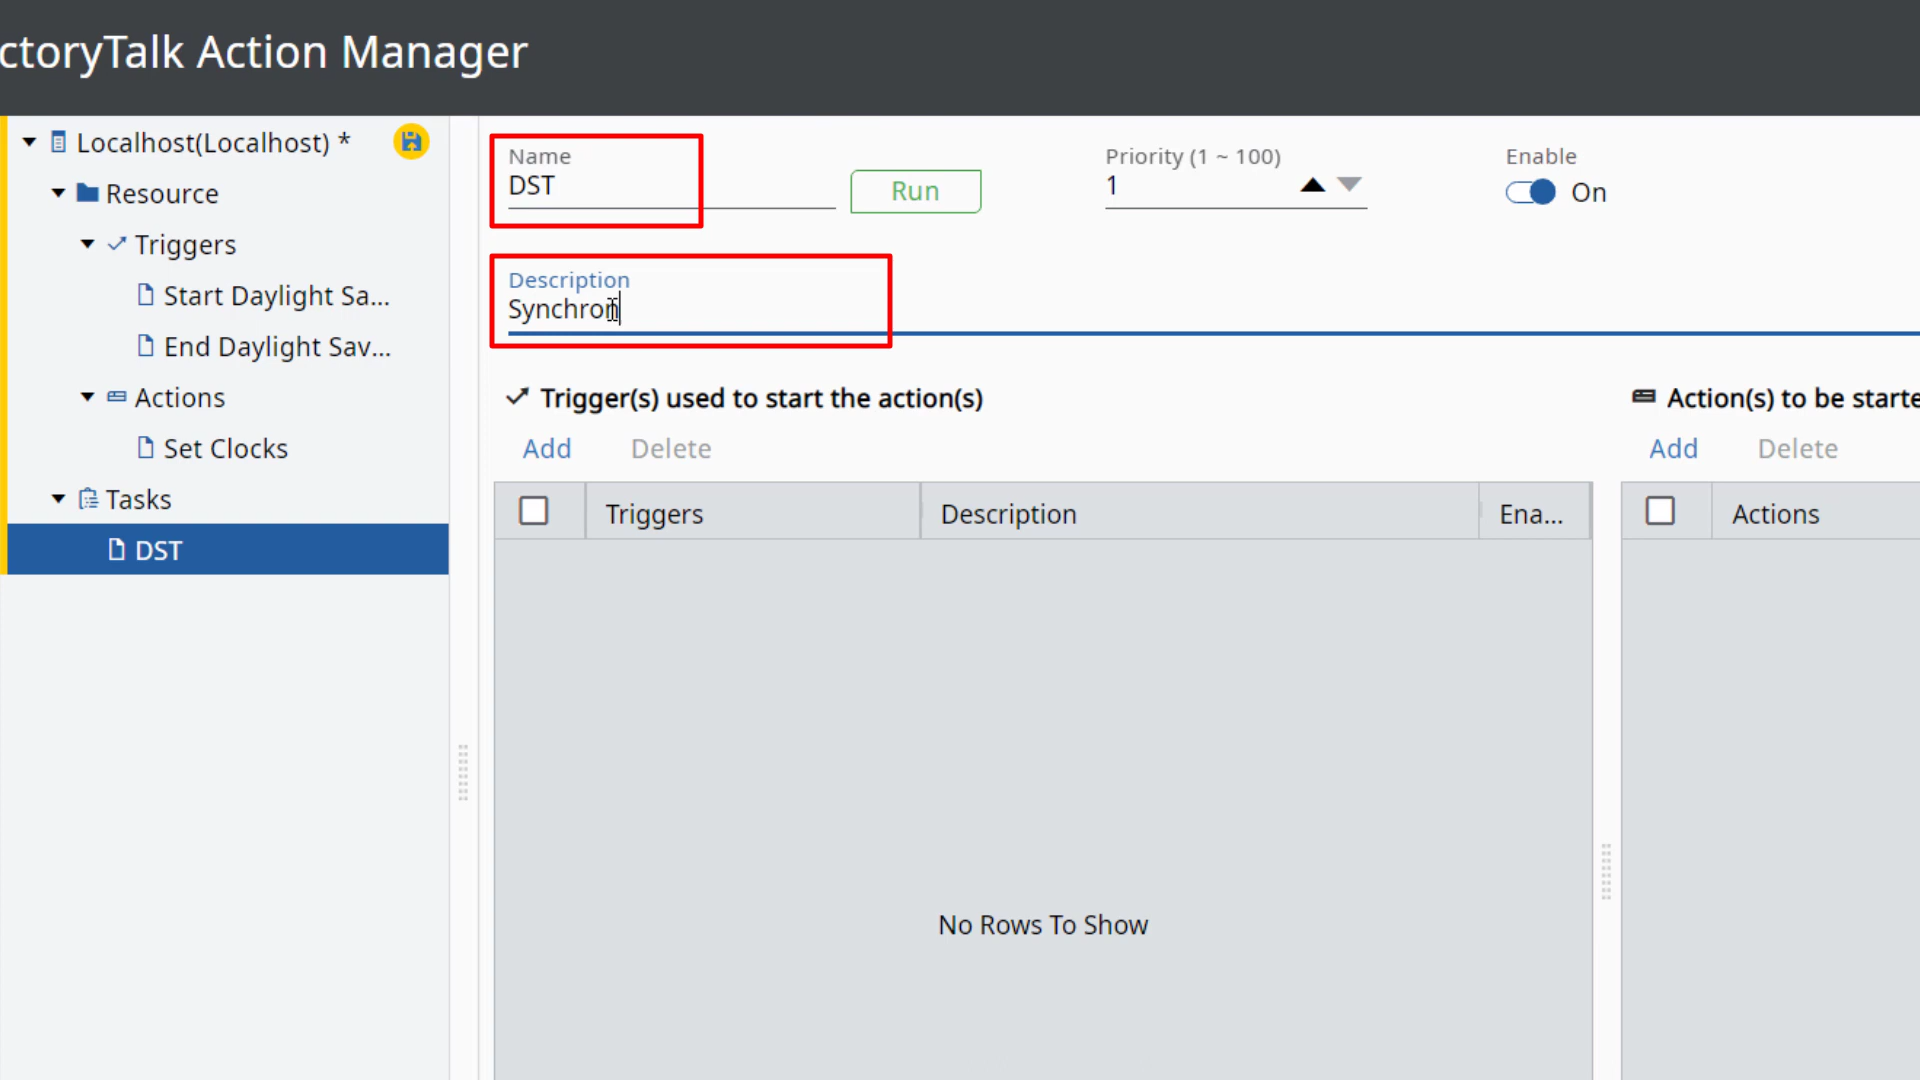 ctoryTalk Action Manager
Localhost(Localhost) *
Resource
Triggers
Start Daylight Sa...
End Daylight Sav...
Actions
Set Clocks
Tasks
DST
Name
DST
Run
Priority (1 ~ 100)
1
Enable
On
Description
Synchron
Trigger(s) used to start the action(s)
Add Delete
Triggers Description Ena...
No Rows To Show
Action(s) to be starte
Add Delete
Actions